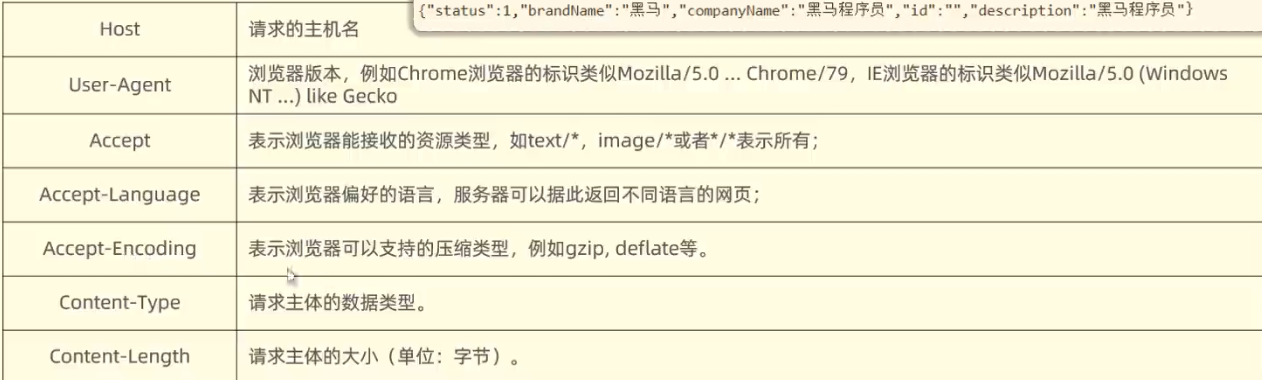 {"status":1,"brandName":"黑马","companyName":"黑马程序员","id":"","description":"黑马程序员"}
Host 请求的主机名
User-Agent 浏览器版本，例如Chrome浏览器的标识类似Mozilla/5.0 ... Chrome/79，IE浏览器的标识类似Mozilla/5.0 (Windows
NT ...) like Gecko
Accept 表示浏览器能接收的资源类型，如text/*，image/*或者*/*表示所有；
Accept-Language 表示浏览器偏好的语言，服务器可以据此返回不同语言的网页；
Accept-Encoding 表示浏览器可以支持的压缩类型，例如gzip, deflate等。
Content-Type 请求主体的数据类型。
Content-Length 请求主体的大小（单位：字节）。